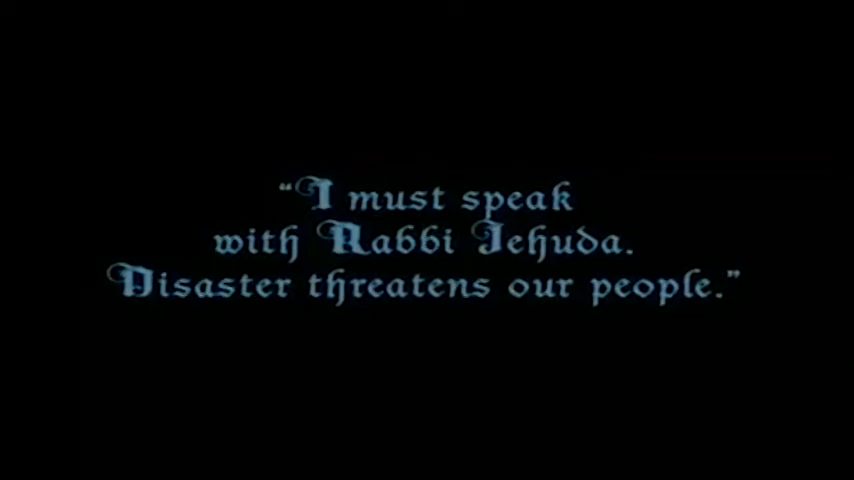 “I must speak
with Rabbi Jehuda.
Disaster threatens our people.”